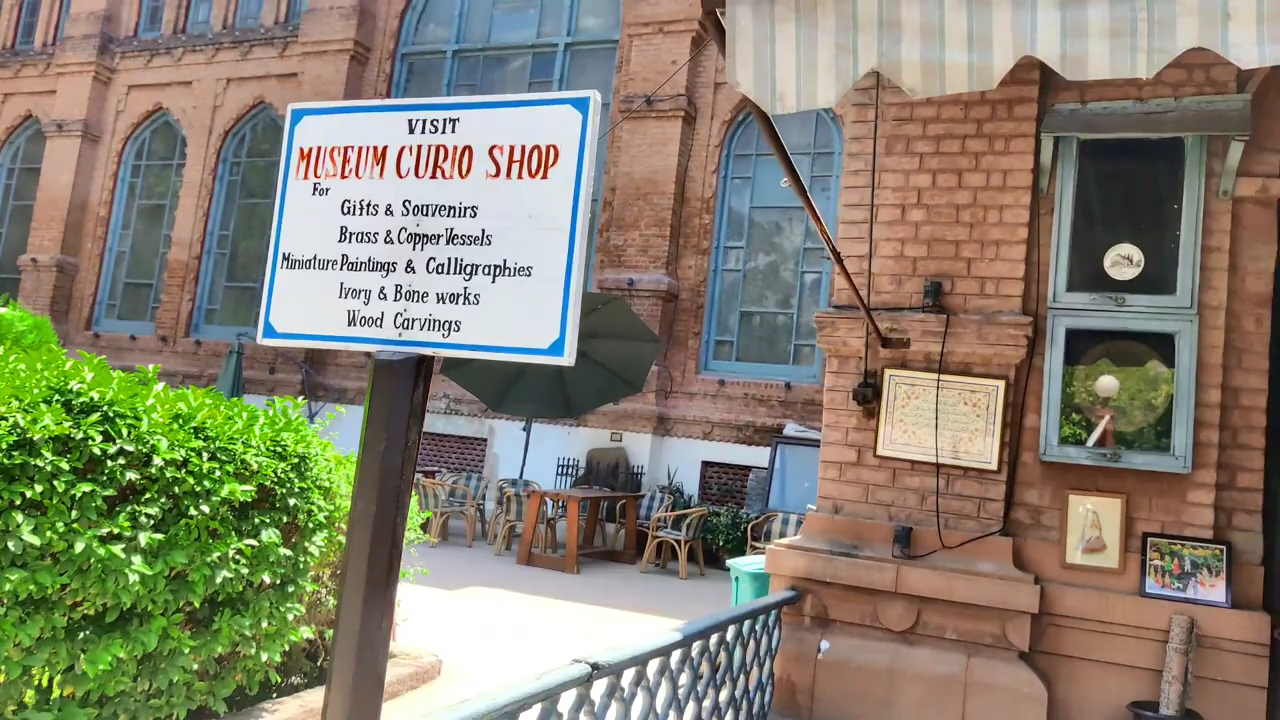 VISIT
MUSEUM CURIO SHOP
For
Gifts & Souvenirs
Brass & Copper Vessels
Miniature Paintings & Calligraphies
Ivory & Bone works
Wood Carvings